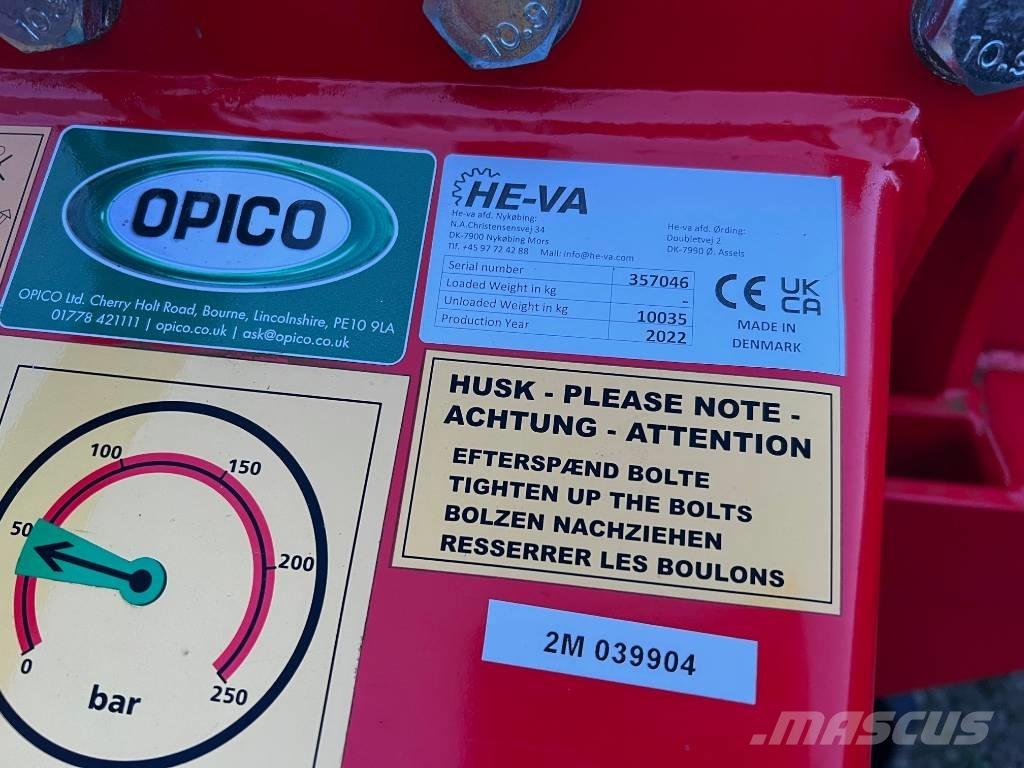 10.9
10.9
10.9
OPICO
OPICO Ltd. Cherry Holt Road, Bourne, Lincolnshire, PE10 9LA
01778 421111 | opico.co.uk | ask@opico.co.uk
HE-VA
He-va afd. Nykøbing:
N.A.Christensensvej 34
DK-7900 Nykøbing Mors
Tlf. +45 97 72 42 88 Mail: info@he-va.com
He-va afd. Ørding:
Doubletvej 2
DK-7990 Ø. Assels
Serial number 357046
Loaded Weight in kg -
Unloaded Weight in kg 10035
Production Year 2022
CE UK
CA
MADE IN
DENMARK
HUSK - PLEASE NOTE -
ACHTUNG - ATTENTION
EFTERSPÆND BOLTE
TIGHTEN UP THE BOLTS
BOLZEN NACHZIEHEN
RESSERRER LES BOULONS
0
50
100
150
200
250
bar
2M 039904
MASCUS